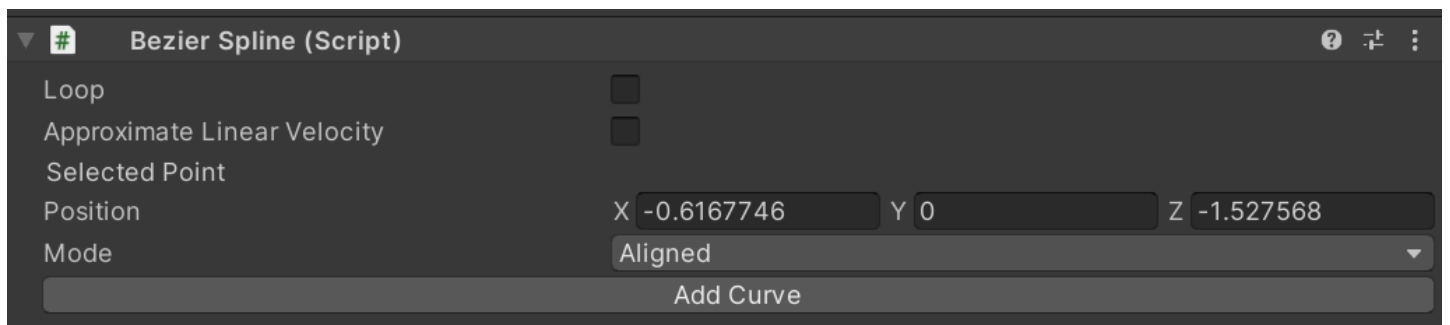 # Bezier Spline (Script)
Loop
Approximate Linear Velocity
Selected Point
Position X -0.6167746 Y 0 Z -1.527568
Mode Aligned
Add Curve